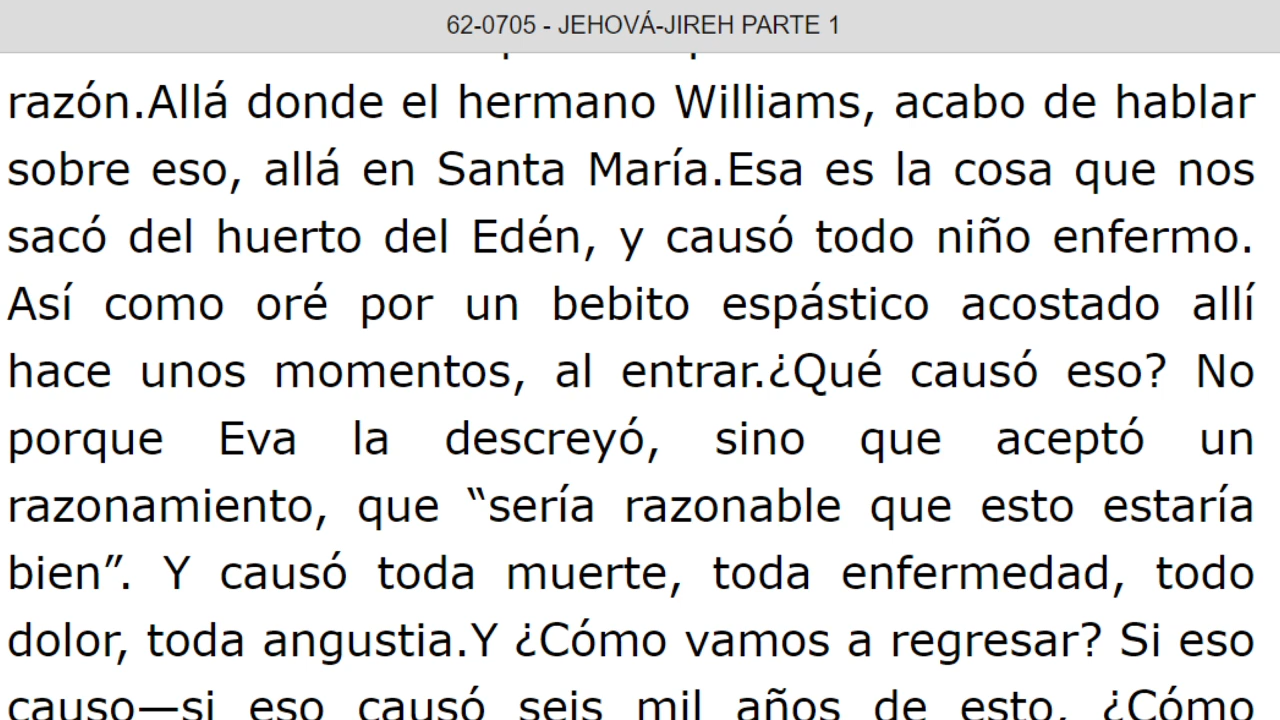 62-0705 - JEHOVÁ-JIREH PARTE 1
razón.Allá donde el hermano Williams, acabo de hablar
sobre eso, allá en Santa María.Esa es la cosa que nos
sacó del huerto del Edén, y causó todo niño enfermo.
Así como oré por un bebito espástico acostado allí
hace unos momentos, al entrar.¿Qué causó eso? No
porque Eva la descreyó, sino que aceptó un
razonamiento, que “sería razonable que esto estaría
bien”. Y causó toda muerte, toda enfermedad, todo
dolor, toda angustia.Y ¿Cómo vamos a regresar? Si eso
causo—si eso causó seis mil años de esto, ¿Cómo